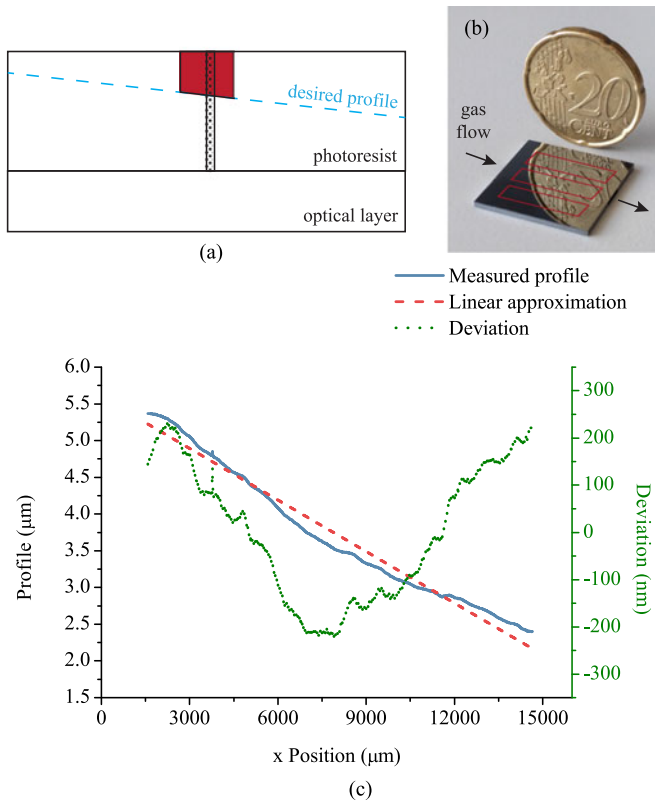 desired profile
photoresist
optical layer
(a)
(b)
gas
flow
20
EURO
CENT
Measured profile
Linear approximation
Deviation
6.0
5.5
5.0
4.5
4.0
3.5
3.0
2.5
2.0
1.5
Profile (μm)
300
200
100
0
-100
-200
-300
Deviation (nm)
0 3000 6000 9000 12000 15000
x Position (μm)
(c)